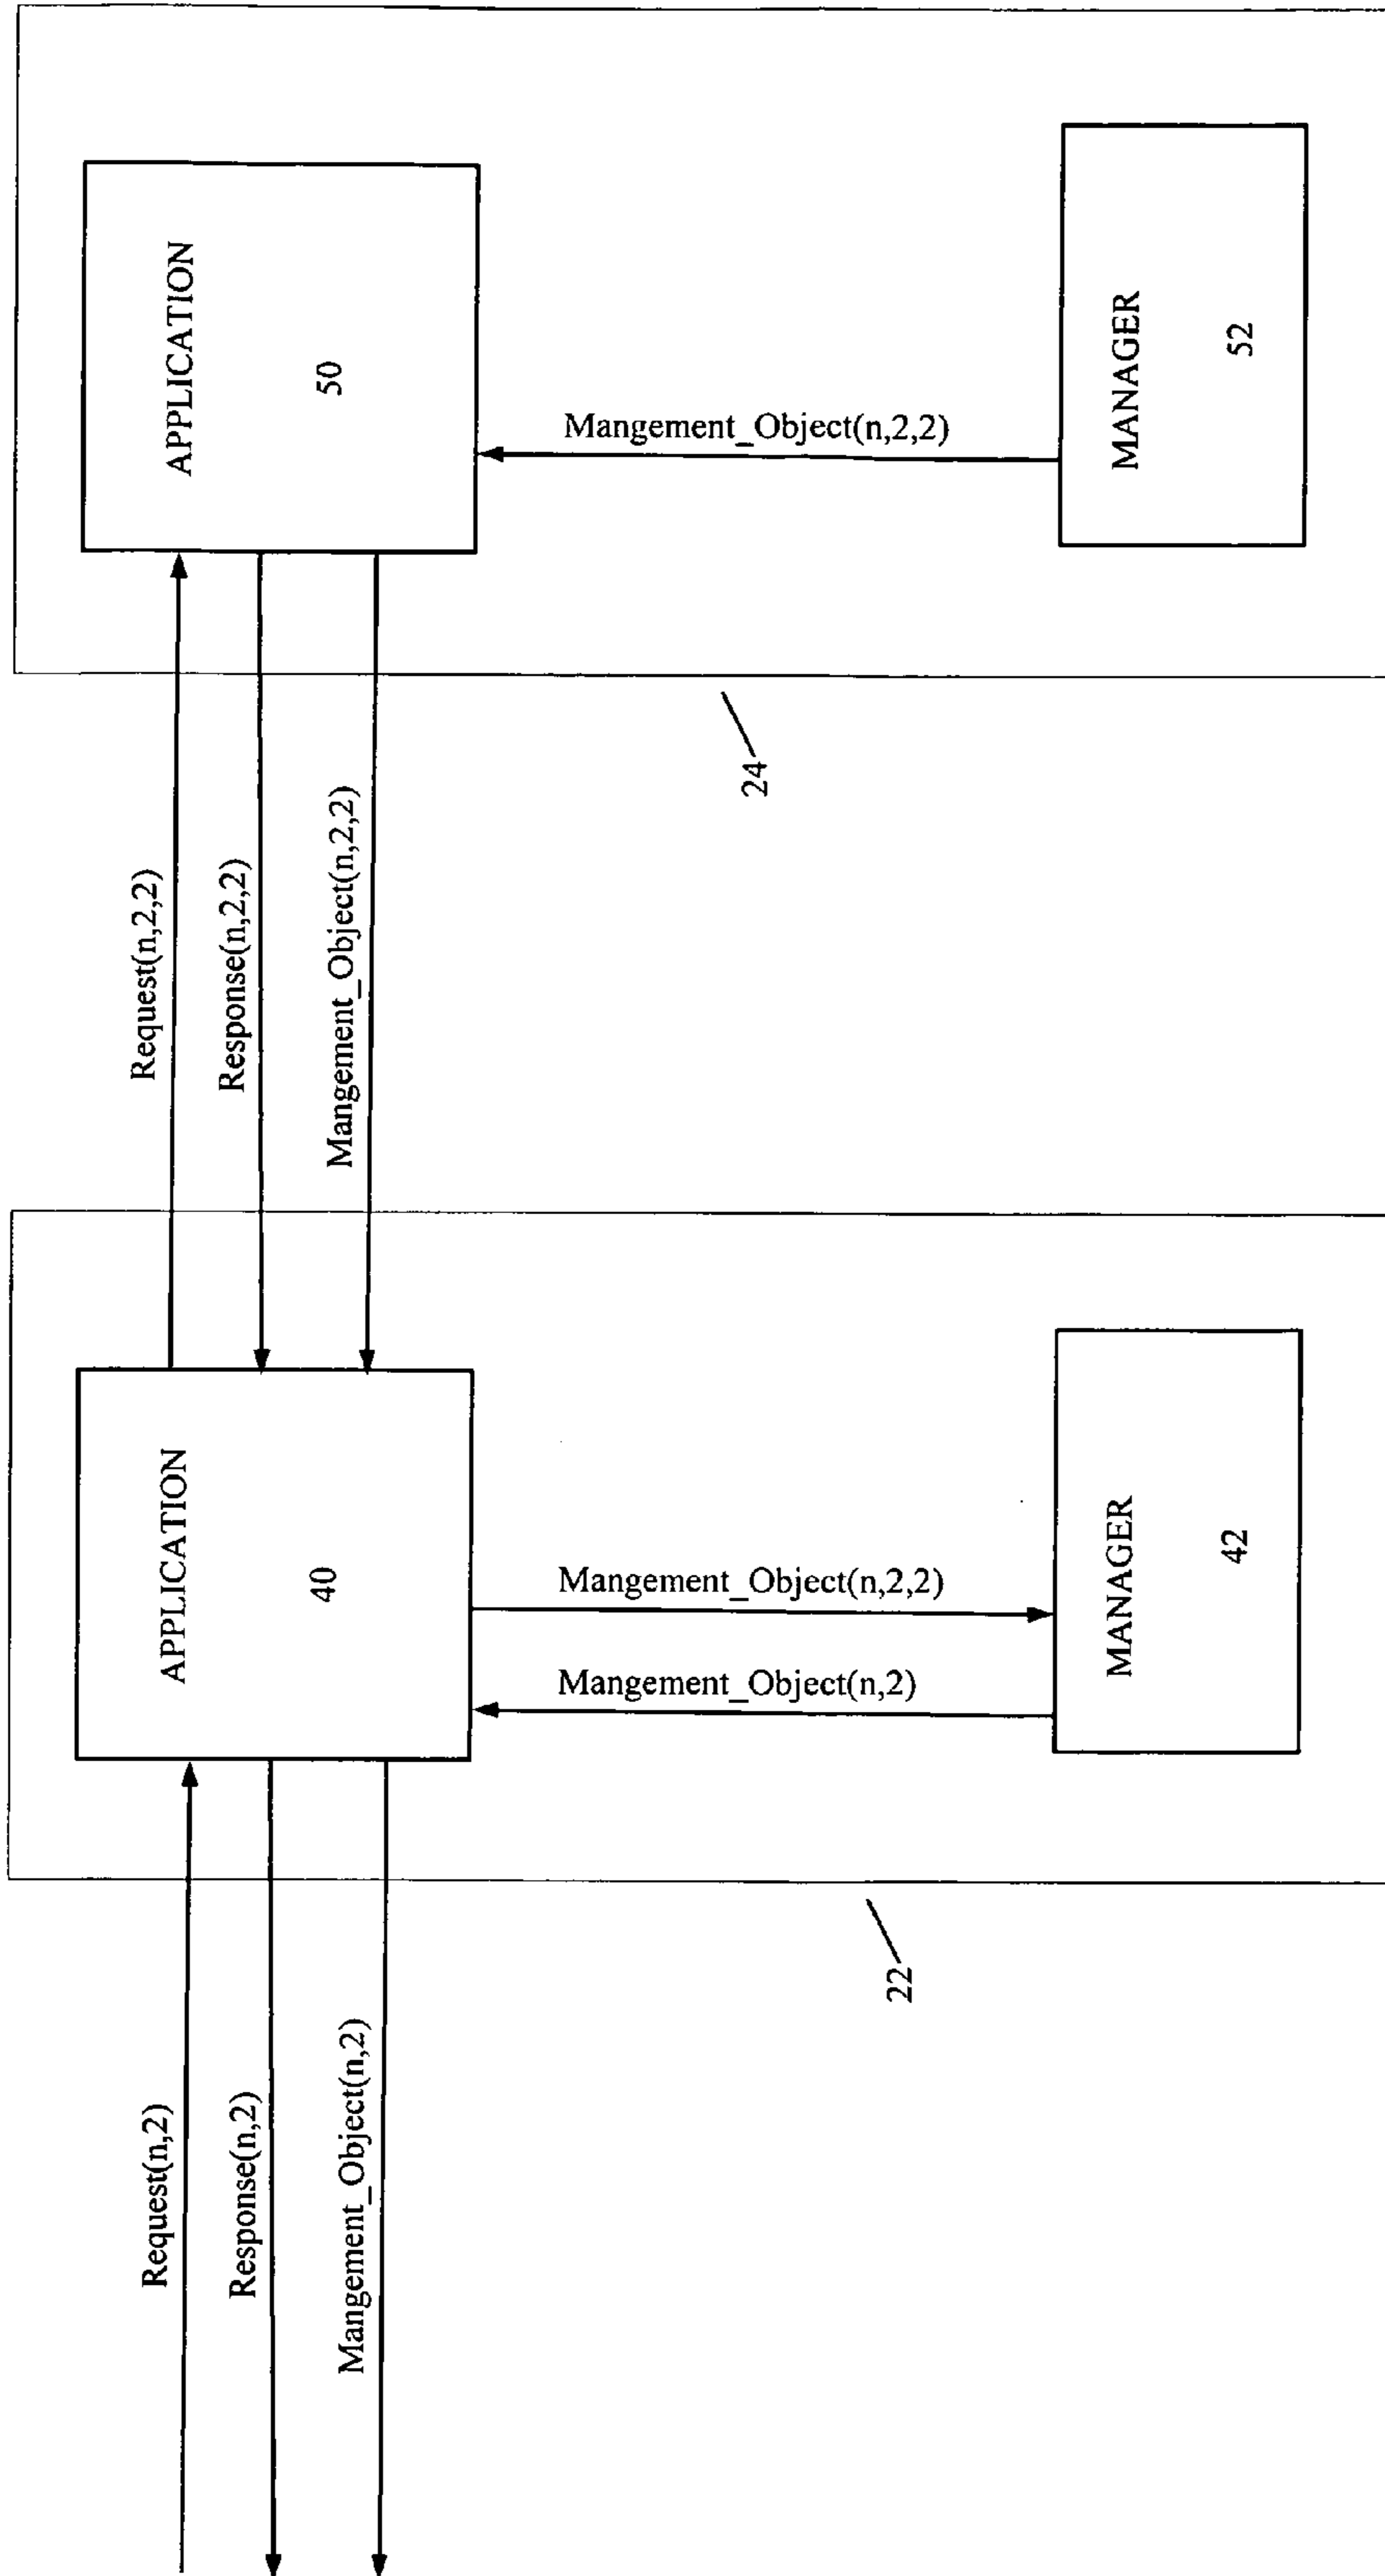 Request(n,2)
Response(n,2)
Mangement_Object(n,2)
22
APPLICATION
40
Mangement_Object(n,2)
Mangement_Object(n,2,2)
MANAGER
42
Request(n,2,2)
Response(n,2,2)
Mangement_Object(n,2,2)
24
APPLICATION
50
Mangement_Object(n,2,2)
MANAGER
52